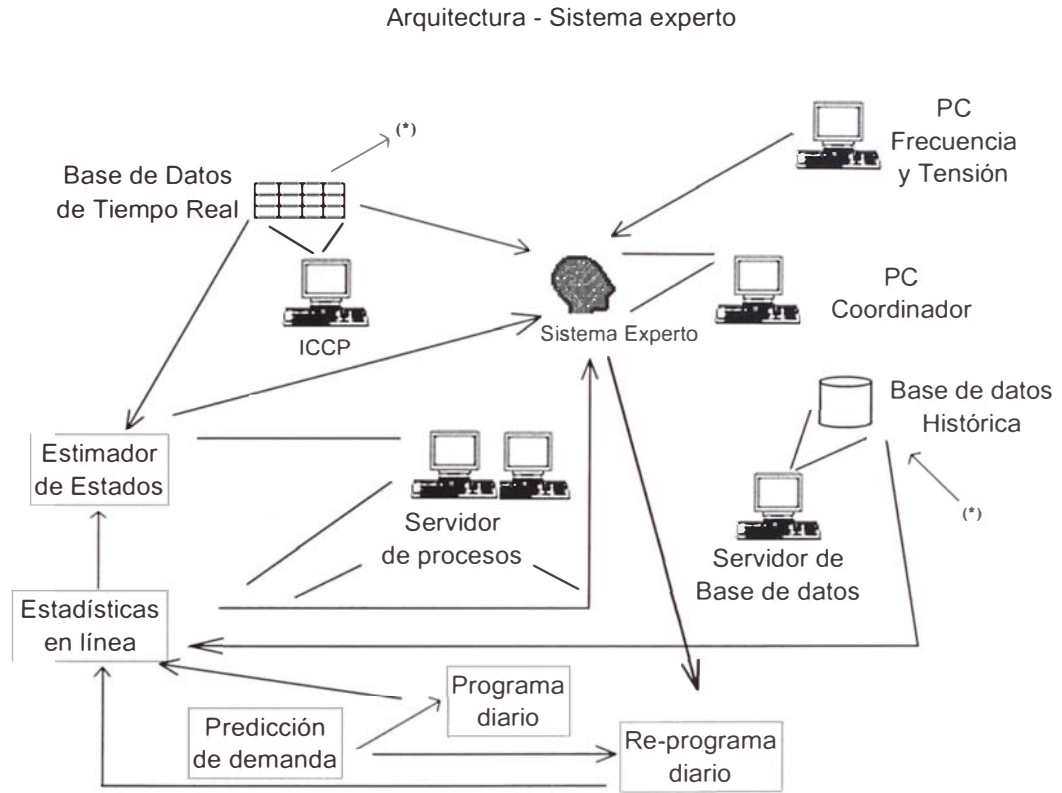 Arquitectura - Sistema experto
(*)
PC
Frecuencia
y Tensión
Base de Datos
de Tiempo Real
ICCP
Sistema Experto
PC
Coordinador
Base de datos
Histórica
(*)
Estimador
de Estados
Servidor
de procesos
Servidor de
Base de datos
Estadísticas
en línea
Programa
diario
Predicción
de demanda
Re-programa
diario